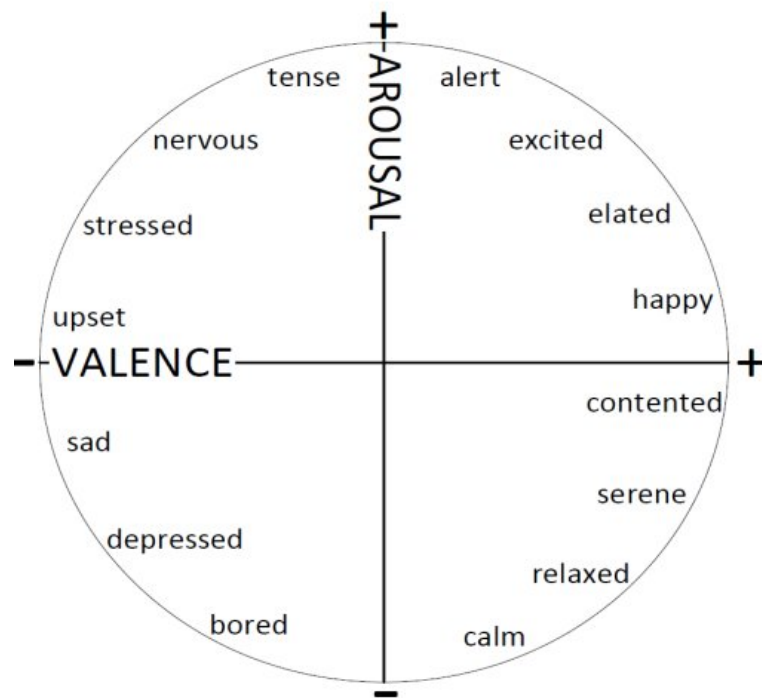 +
AROUSAL
tense
alert
nervous
excited
stressed
elated
upset
happy
- VALENCE +
sad
contented
depressed
serene
bored
relaxed
calm
-